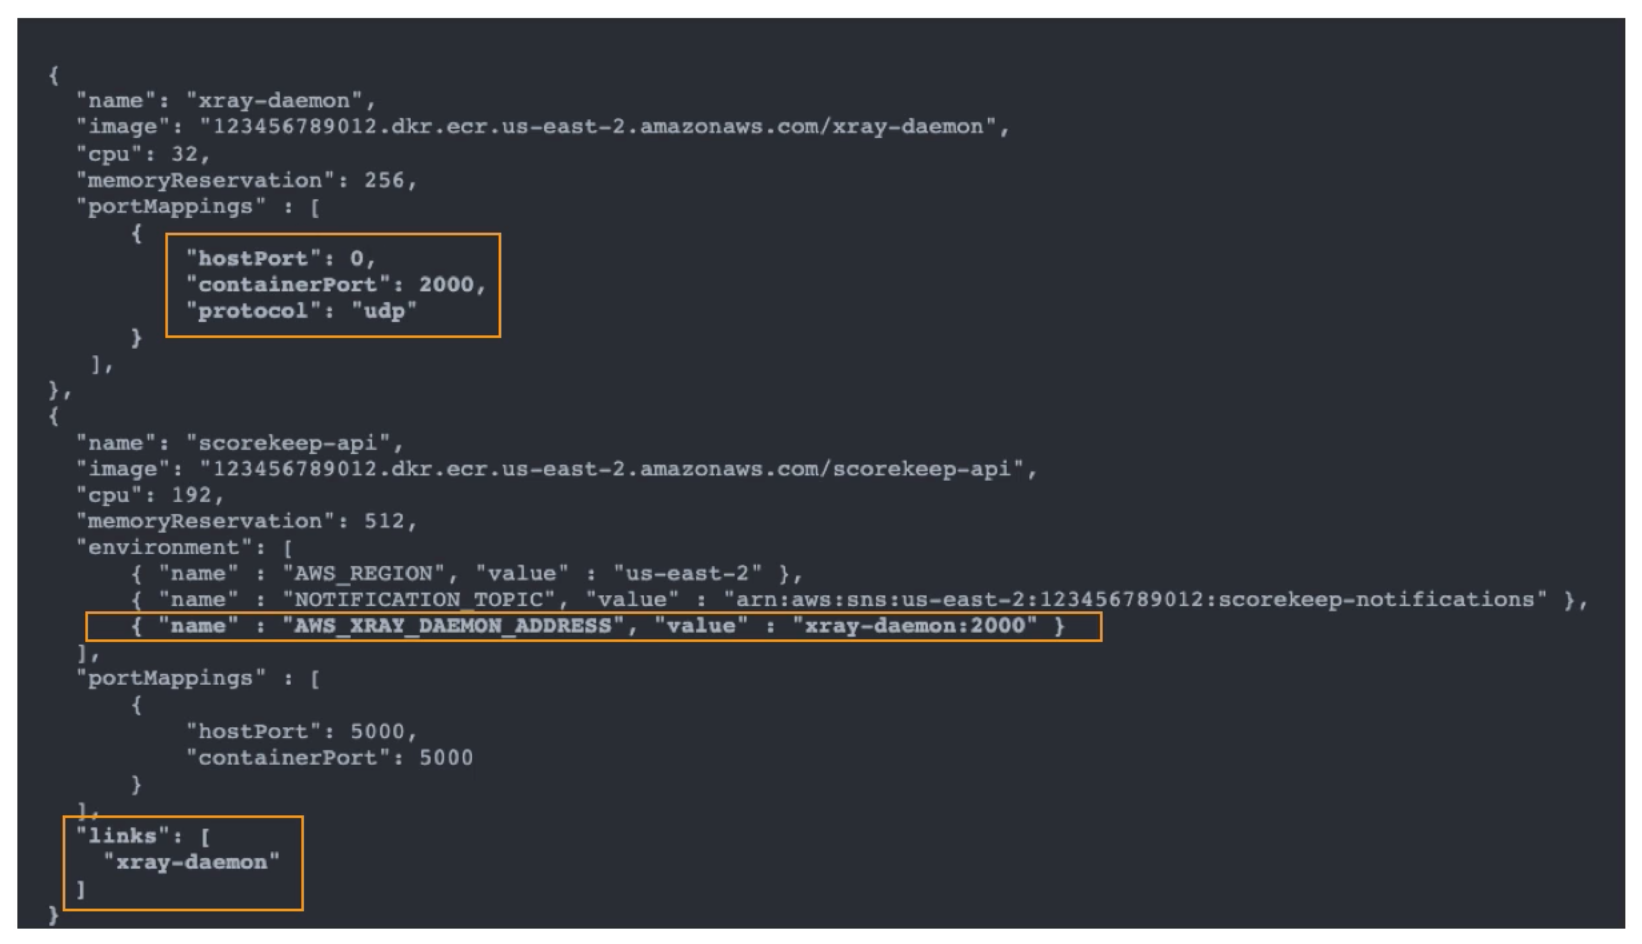 {
"name": "xray-daemon",
"image": "123456789012.dkr.ecr.us-east-2.amazonaws.com/xray-daemon",
"cpu": 32,
"memoryReservation": 256,
"portMappings" : [
{
"hostPort": 0,
"containerPort": 2000,
"protocol": "udp"
}
],
},
{
"name": "scorekeep-api",
"image": "123456789012.dkr.ecr.us-east-2.amazonaws.com/scorekeep-api",
"cpu": 192,
"memoryReservation": 512,
"environment": [
{ "name" : "AWS_REGION", "value" : "us-east-2" },
{ "name" : "NOTIFICATION_TOPIC", "value" : "arn:aws:sns:us-east-2:123456789012:scorekeep-notifications" },
{ "name" : "AWS_XRAY_DAEMON_ADDRESS", "value" : "xray-daemon:2000" }
],
"portMappings" : [
{
"hostPort": 5000,
"containerPort": 5000
}
],
"links": [
"xray-daemon"
]
}